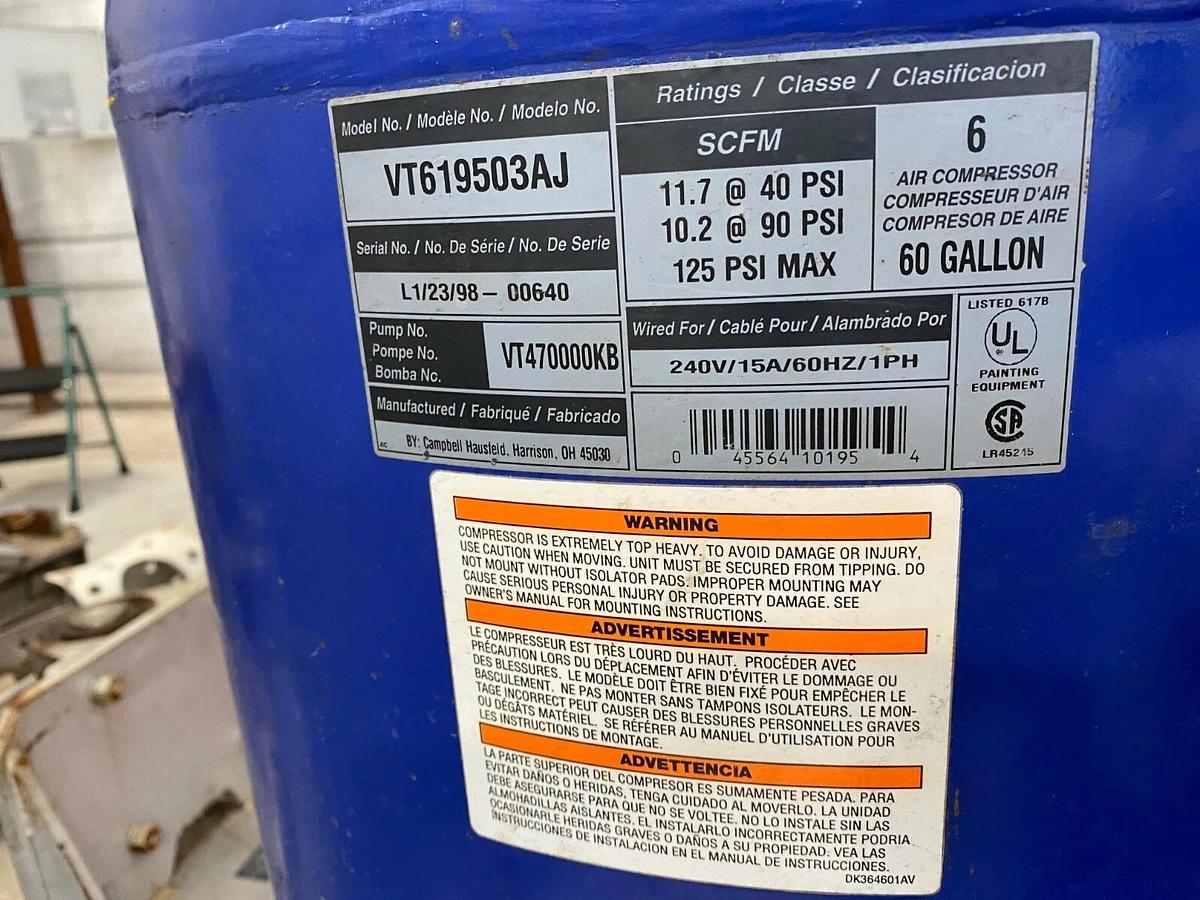 Model No. / Modèle No. / Modelo No.
VT619503AJ
Serial No. / No. De Série / No. De Serie
L1/23/98 – 00640
Pump No.
Pompe No.
Bomba No.
VT470000KB
Manufactured / Fabriqué / Fabricado
BY: Campbell Hausfeld, Harrison, OH 45030
Ratings / Classe / Clasificacion
SCFM
11.7 @ 40 PSI
10.2 @ 90 PSI
125 PSI MAX
6
AIR COMPRESSOR
COMPRESSEUR D'AIR
COMPRESOR DE AIRE
60 GALLON
Wired For / Cablé Pour / Alambrado Por
240V/15A/60HZ/1PH
0 45564 10195 4
LISTED 617B
UL
PAINTING
EQUIPMENT
SA
LR45245
WARNING
COMPRESSOR IS EXTREMELY TOP HEAVY. TO AVOID DAMAGE OR INJURY,
USE CAUTION WHEN MOVING. UNIT MUST BE SECURED FROM TIPPING. DO
NOT MOUNT WITHOUT ISOLATOR PADS. IMPROPER MOUNTING MAY
CAUSE SERIOUS PERSONAL INJURY OR PROPERTY DAMAGE. SEE
OWNER'S MANUAL FOR MOUNTING INSTRUCTIONS.
ADVERTISSEMENT
LE COMPRESSEUR EST TRÈS LOURD DU HAUT. PROCÉDER AVEC
PRÉCAUTION LORS DU DÉPLACEMENT AFIN D'ÉVITER LE DOMMAGE OU
DES BLESSURES. LE MODÈLE DOIT ÊTRE BIEN FIXÉ POUR EMPÊCHER LE
BASCULEMENT. NE PAS MONTER SANS TAMPONS ISOLATEURS. LE MON-
TAGE INCORRECT PEUT CAUSER DES BLESSURES PERSONNELLES GRAVES
OU DÉGÂTS MATÉRIEL. SE RÉFÉRER AU MANUEL D'UTILISATION POUR
LES INSTRUCTIONS DE MONTAGE.
ADVETTENCIA
LA PARTE SUPERIOR DEL COMPRESOR ES SUMAMENTE PESADA. PARA
EVITAR DAÑOS O HERIDAS, TENGA CUIDADO AL MOVERLO. LA UNIDAD
DEBE ASEGURARSE PARA QUE NO SE VOLTEE. NO LO INSTALE SIN LAS
ALMOHADILLAS AISLANTES. EL INSTALARLO INCORRECTAMENTE PODRIA
OCASIONARLE HERIDAS GRAVES O DAÑOS A SU PROPIEDAD. VEA LAS
INSTRUCCIONES DE INSTALACION EN EL MANUAL DE INSTRUCCIONES.
DK364601AV